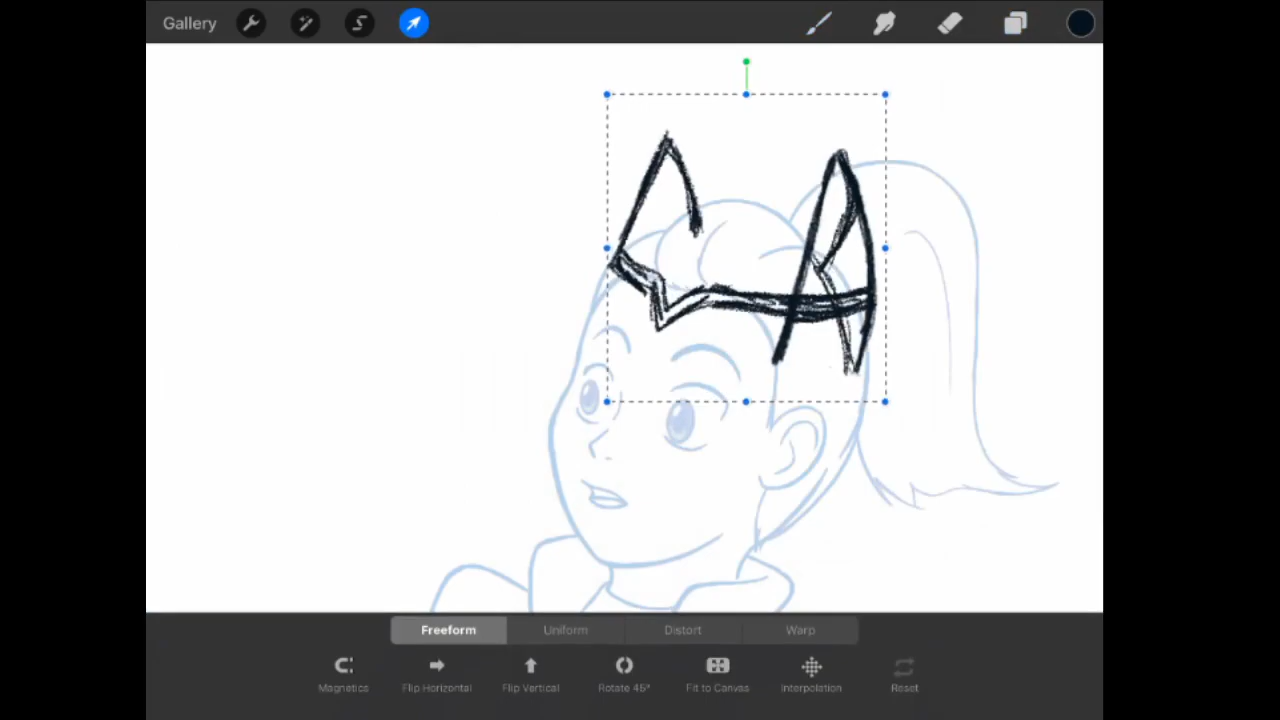 Gallery
Freeform Uniform Distort Warp
Magnetics Flip Horizontal Flip Vertical Rotate 45° Fit to Canvas Interpolation Reset